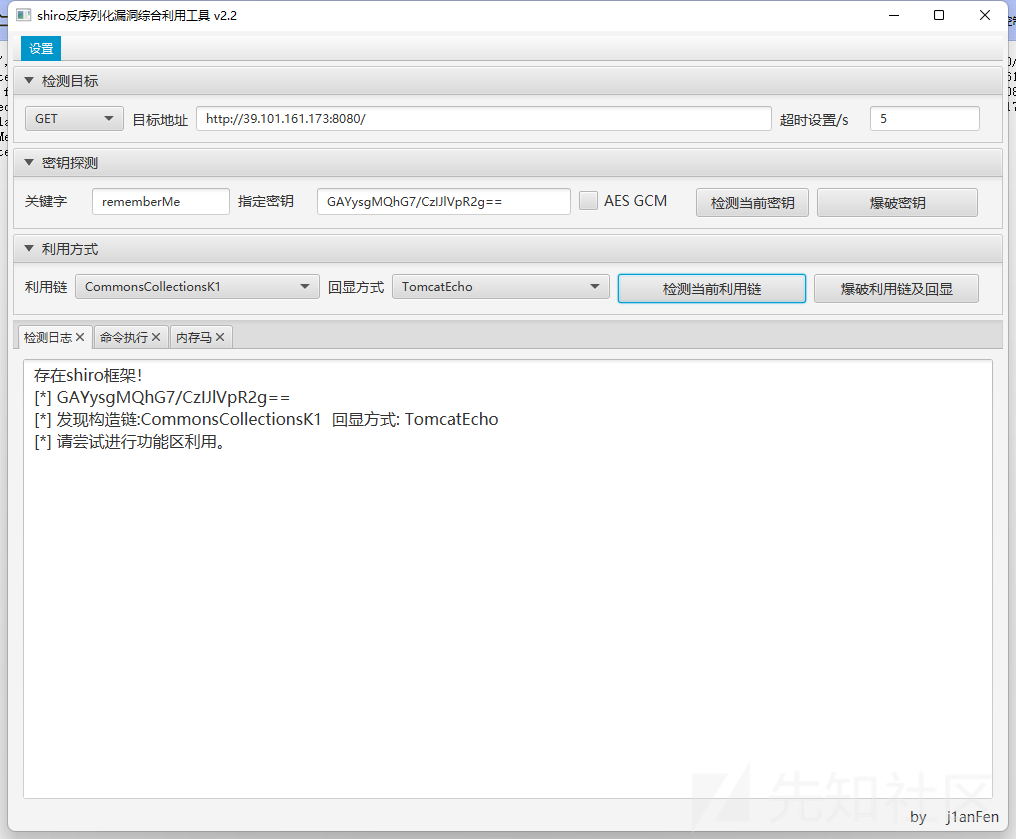 shiro反序列化漏洞综合利用工具 v2.2
设置
检测目标
GET 目标地址 http://39.101.161.173:8080/ 超时设置/s 5
密钥探测
关键字 rememberMe 指定密钥 GAYysgMQhG7/CzIJlVpR2g== AES GCM 检测当前密钥 爆破密钥
利用方式
利用链 CommonsCollectionsK1 回显方式 TomcatEcho 检测当前利用链 爆破利用链及回显
检测日志 命令执行 内存马
存在shiro框架！
[*] GAYysgMQhG7/CzIJlVpR2g==
[*] 发现构造链:CommonsCollectionsK1 回显方式: TomcatEcho
[*] 请尝试进行功能区利用。
先知社区
by j1anFen